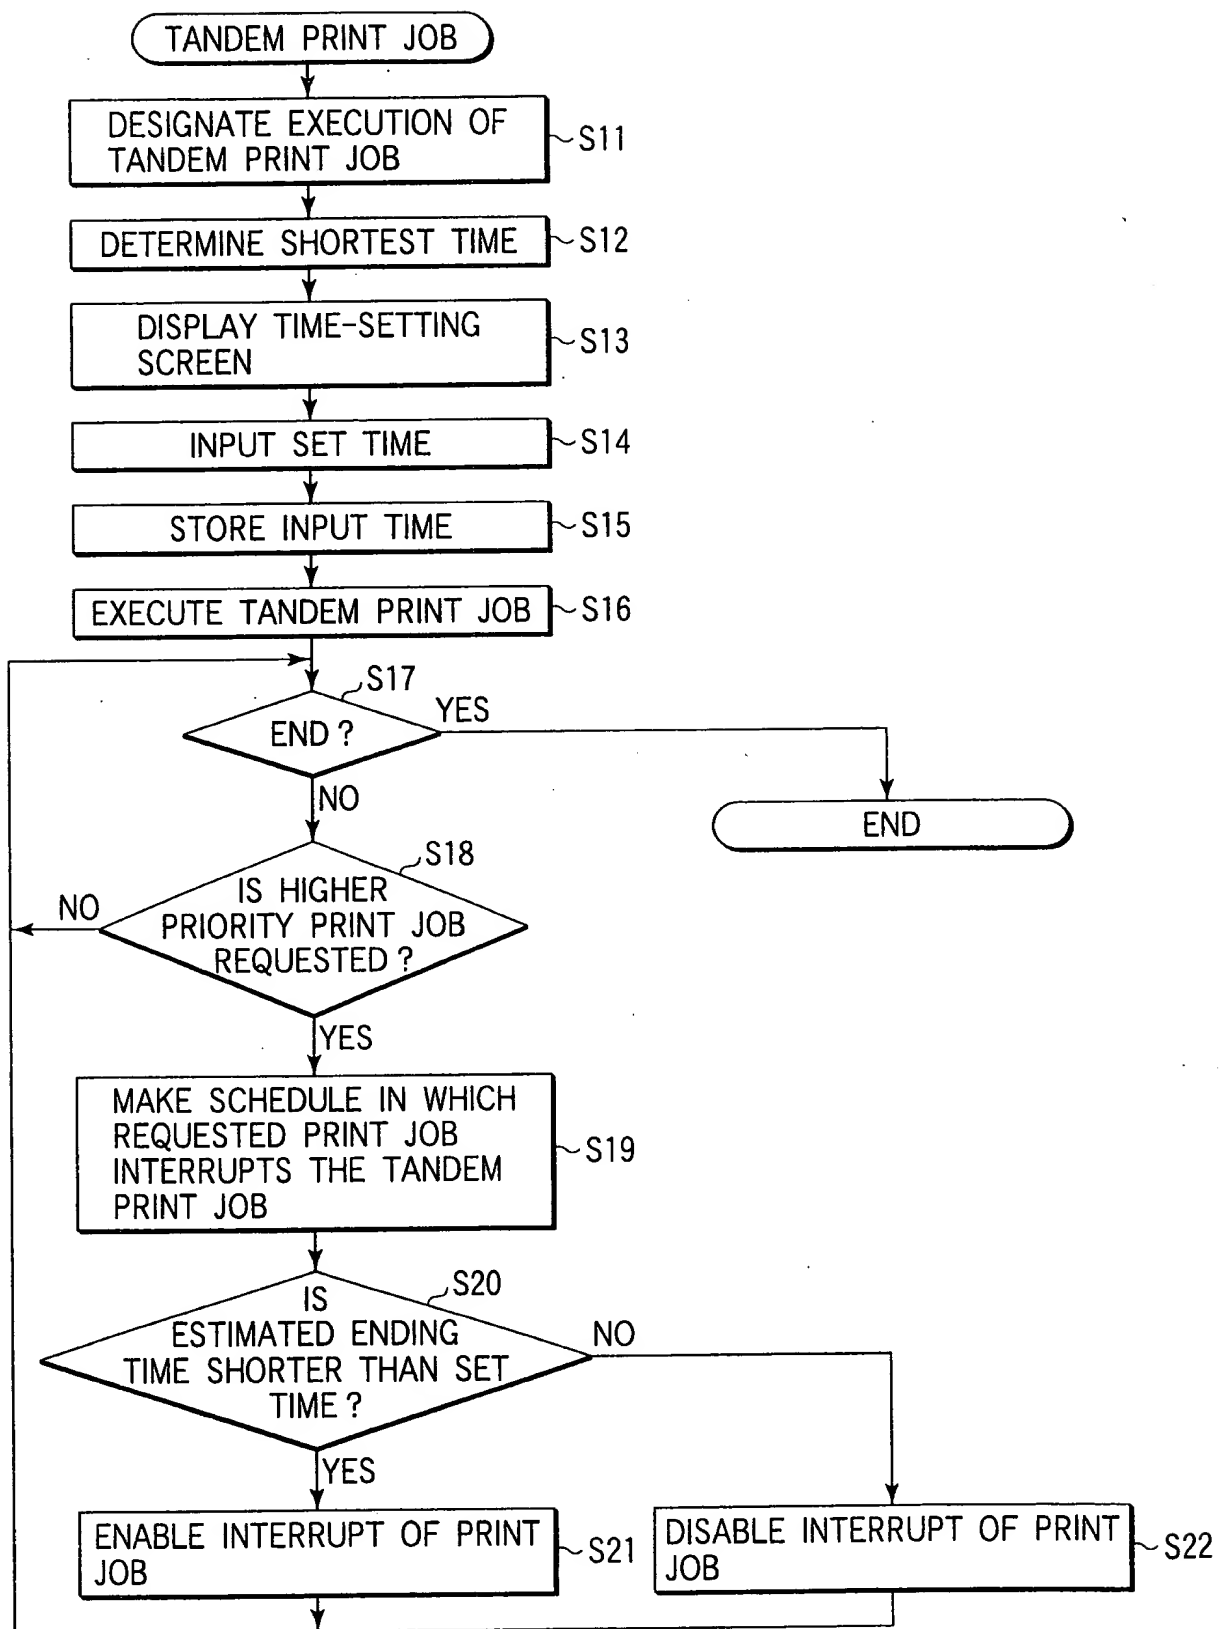 TANDEM PRINT JOB
DESIGNATE EXECUTION OF
TANDEM PRINT JOB
S11
DETERMINE SHORTEST TIME
S12
DISPLAY TIME-SETTING
SCREEN
S13
INPUT SET TIME
S14
STORE INPUT TIME
S15
EXECUTE TANDEM PRINT JOB
S16
S17
END?
YES
NO
END
S18
IS HIGHER
PRIORITY PRINT JOB
REQUESTED?
NO
YES
MAKE SCHEDULE IN WHICH
REQUESTED PRINT JOB
INTERRUPTS THE TANDEM
PRINT JOB
S19
S20
IS
ESTIMATED ENDING
TIME SHORTER THAN SET
TIME?
NO
YES
ENABLE INTERRUPT OF PRINT
JOB
S21
DISABLE INTERRUPT OF PRINT
JOB
S22